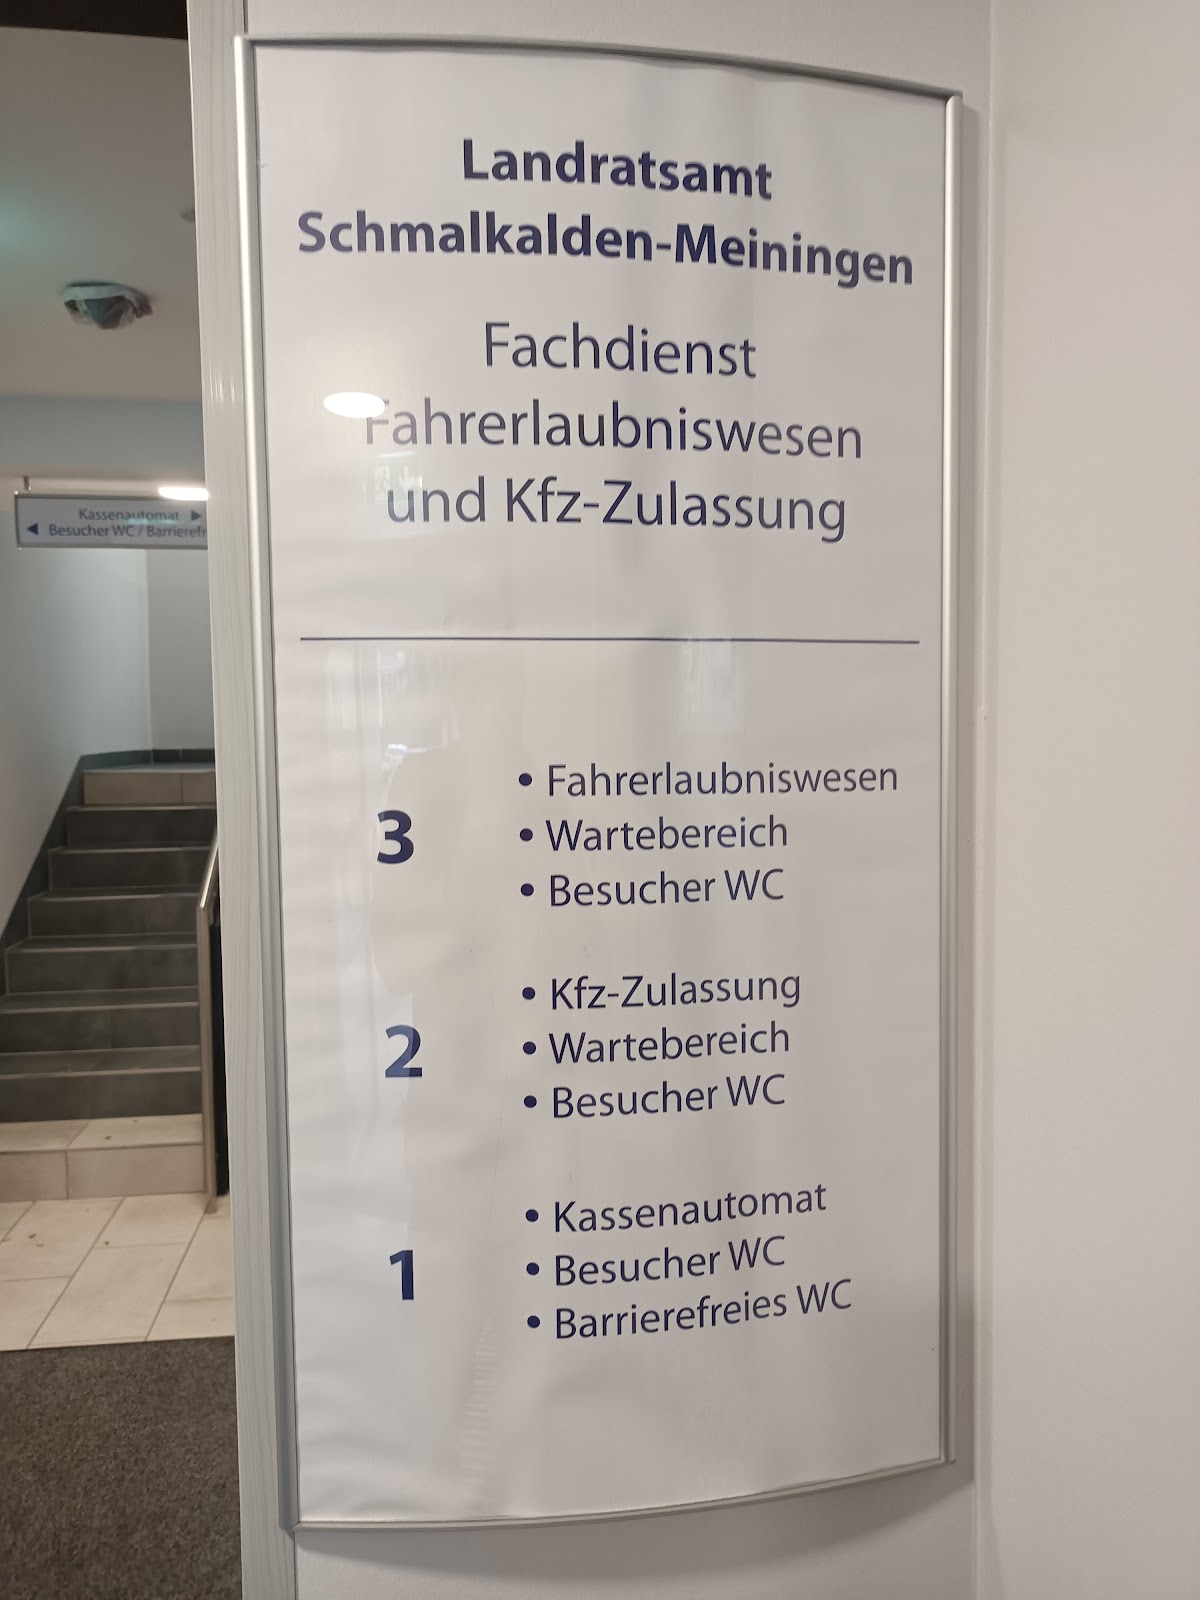 Landratsamt
Schmalkalden-Meiningen
Fachdienst
Fahrerlaubniswesen
und Kfz-Zulassung
3
• Fahrerlaubniswesen
• Wartebereich
• Besucher WC
2
• Kfz-Zulassung
• Wartebereich
• Besucher WC
1
• Kassenautomat
• Besucher WC
• Barrierefreies WC
Kassenautomat ▶
◀ Besucher WC / Barrierefr